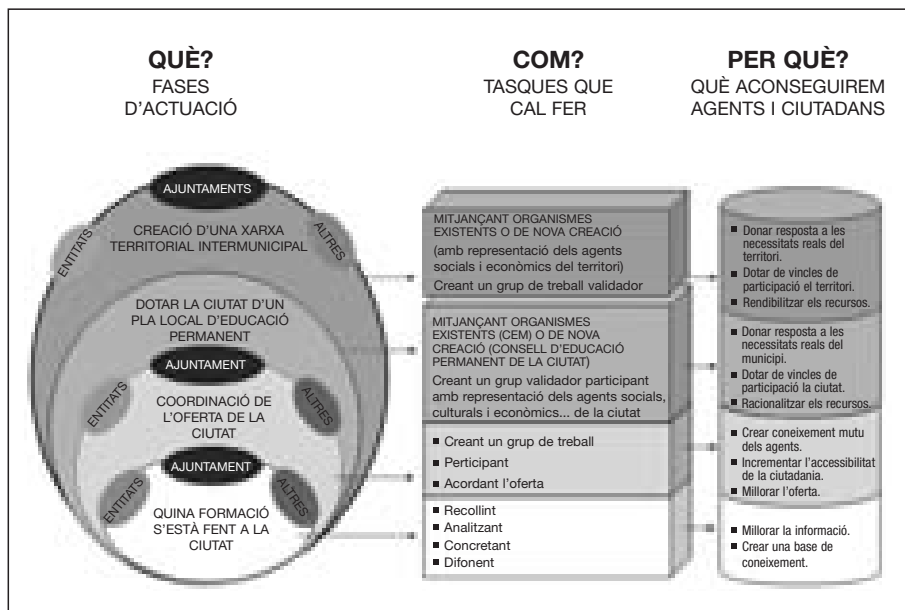 QUÈ?
FASES
D'ACTUACIÓ
COM?
TASQUES QUE
CAL FER
PER QUÈ?
QUÈ ACONSEGUIREM
AGENTS I CIUTADANS
AJUNTAMENTS
ENTITATS
ALTRES
CREACIÓ D'UNA XARXA
TERRITORIAL INTERMUNICIPAL
DOTAR LA CIUTAT D'UN
PLA LOCAL D'EDUCACIÓ
PERMANENT
AJUNTAMENT
ENTITATS
ALTRES
COORDINACIÓ DE
L'OFERTA DE LA
CIUTAT
AJUNTAMENT
ENTITATS
ALTRES
QUINA FORMACIÓ
S'ESTÀ FENT A LA
CIUTAT
MITJANÇANT ORGANISMES
EXISTENTS O DE NOVA CREACIÓ
(amb representació dels agents
socials i econòmics del territori)
Creant un grup de treball validador
MITJANÇANT ORGANISMES
EXISTENTS (CEM) O DE NOVA
CREACIÓ (CONSELL D'EDUCACIÓ
PERMANENT DE LA CIUTAT)
Creant un grup validador participant
amb representació dels agents socials,
culturals i econòmics... de la ciutat
■ Creant un grup de treball
■ Perticipant
■ Acordant l'oferta
■ Recollint
■ Analitzant
■ Concretant
■ Difonent
■ Donar resposta a les
necessitats reals del
territori.
■ Dotar de vincles de
participació el territori.
■ Rendibilitzar els recursos.
■ Donar resposta a les
necessitats reals del
municipi.
■ Dotar de vincles de
participació la ciutat.
■ Racionalitzar els recursos.
■ Crear coneixement mutu
dels agents.
■ Incrementar l'accessibilitat
de la ciutadania.
■ Millorar l'oferta.
■ Millorar la informació.
■ Crear una base de
coneixement.